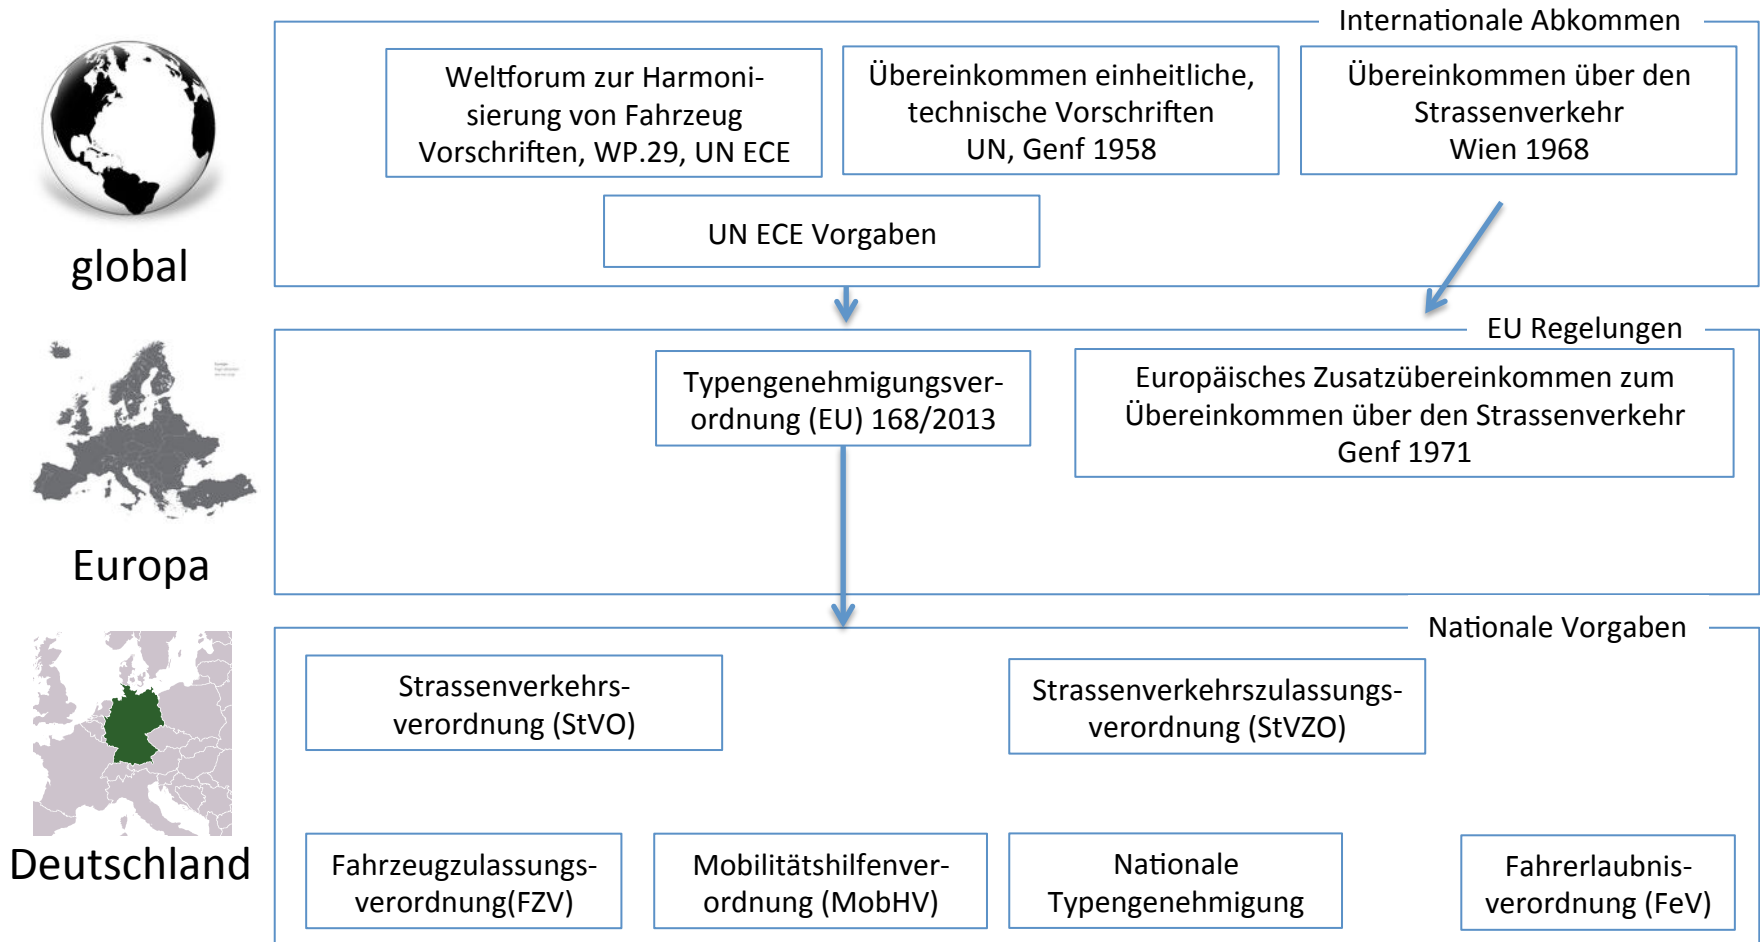 Internationale Abkommen
Weltforum zur Harmoni-
sierung von Fahrzeug
Vorschriften, WP.29, UN ECE
Übereinkommen einheitliche,
technische Vorschriften
UN, Genf 1958
Übereinkommen über den
Strassenverkehr
Wien 1968
UN ECE Vorgaben
global
EU Regelungen
Typengenehmigungsver-
ordnung (EU) 168/2013
Europäisches Zusatzübereinkommen zum
Übereinkommen über den Strassenverkehr
Genf 1971
Europa
Nationale Vorgaben
Strassenverkehrs-
verordnung (StVO)
Strassenverkehrszulassungs-
verordnung (StVZO)
Deutschland
Fahrzeugzulassungs-
verordnung(FZV)
Mobilitätshilfenver-
ordnung (MobHV)
Nationale
Typengenehmigung
Fahrerlaubnis-
verordnung (FeV)